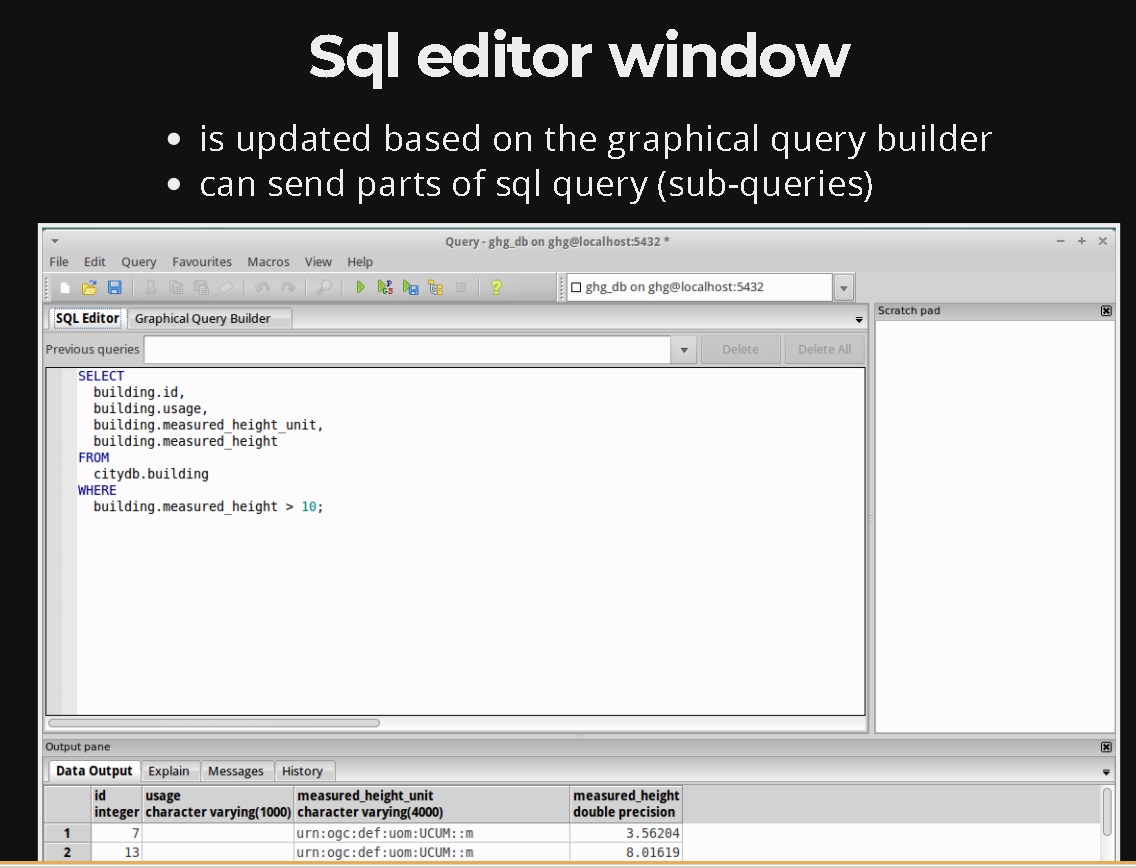 Sql editor window
is updated based on the graphical query builder
can send parts of sql query (sub-queries)
Query - ghg_db on ghg@localhost:5432 *
File Edit Query Favourites Macros View Help
ghg_db on ghg@localhost:5432
SQL Editor Graphical Query Builder
Scratch pad
Previous queries Delete Delete All
SELECT
building.id,
building.usage,
building.measured_height_unit,
building.measured_height
FROM
citydb.building
WHERE
building.measured_height > 10;
Output pane
Data Output Explain Messages History
id usage measured_height_unit measured_height
integer character varying(1000) character varying(4000) double precision
1 7 urn:ogc:def:uom:UCUM::m 3.56204
2 13 urn:ogc:def:uom:UCUM::m 8.01619